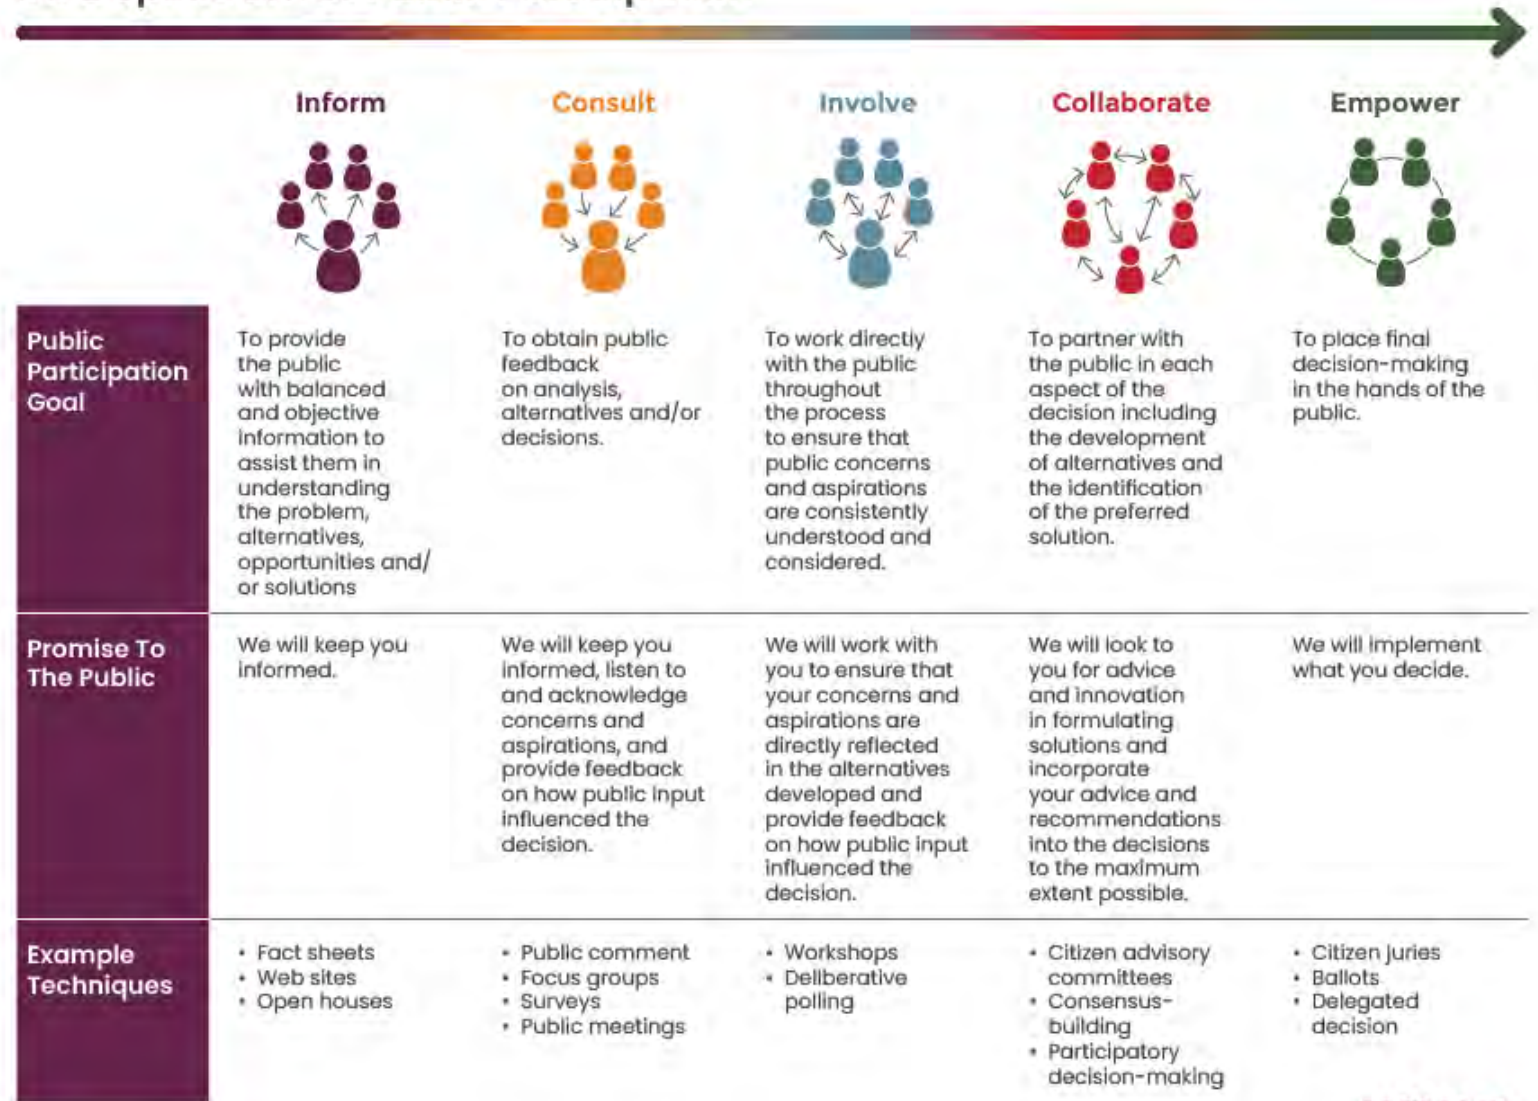 Inform
Consult
Involve
Collaborate
Empower
Public
Participation
Goal
To provide
the public
with balanced
and objective
information to
assist them in
understanding
the problem,
alternatives,
opportunities and/
or solutions
To obtain public
feedback
on analysis,
alternatives and/or
decisions.
To work directly
with the public
throughout
the process
to ensure that
public concerns
and aspirations
are consistently
understood and
considered.
To partner with
the public in each
aspect of the
decision including
the development
of alternatives and
the identification
of the preferred
solution.
To place final
decision-making
in the hands of the
public.
Promise To
The Public
We will keep you
informed.
We will keep you
informed, listen to
and acknowledge
concerns and
aspirations, and
provide feedback
on how public input
influenced the
decision.
We will work with
you to ensure that
your concerns and
aspirations are
directly reflected
in the alternatives
developed and
provide feedback
on how public input
influenced the
decision.
We will look to
you for advice
and innovation
in formulating
solutions and
incorporate
your advice and
recommendations
into the decisions
to the maximum
extent possible.
We will implement
what you decide.
Example
Techniques
• Fact sheets
• Web sites
• Open houses
• Public comment
• Focus groups
• Surveys
• Public meetings
• Workshops
• Deliberative
polling
• Citizen advisory
committees
• Consensus-
building
• Participatory
decision-making
• Citizen juries
• Ballots
• Delegated
decision